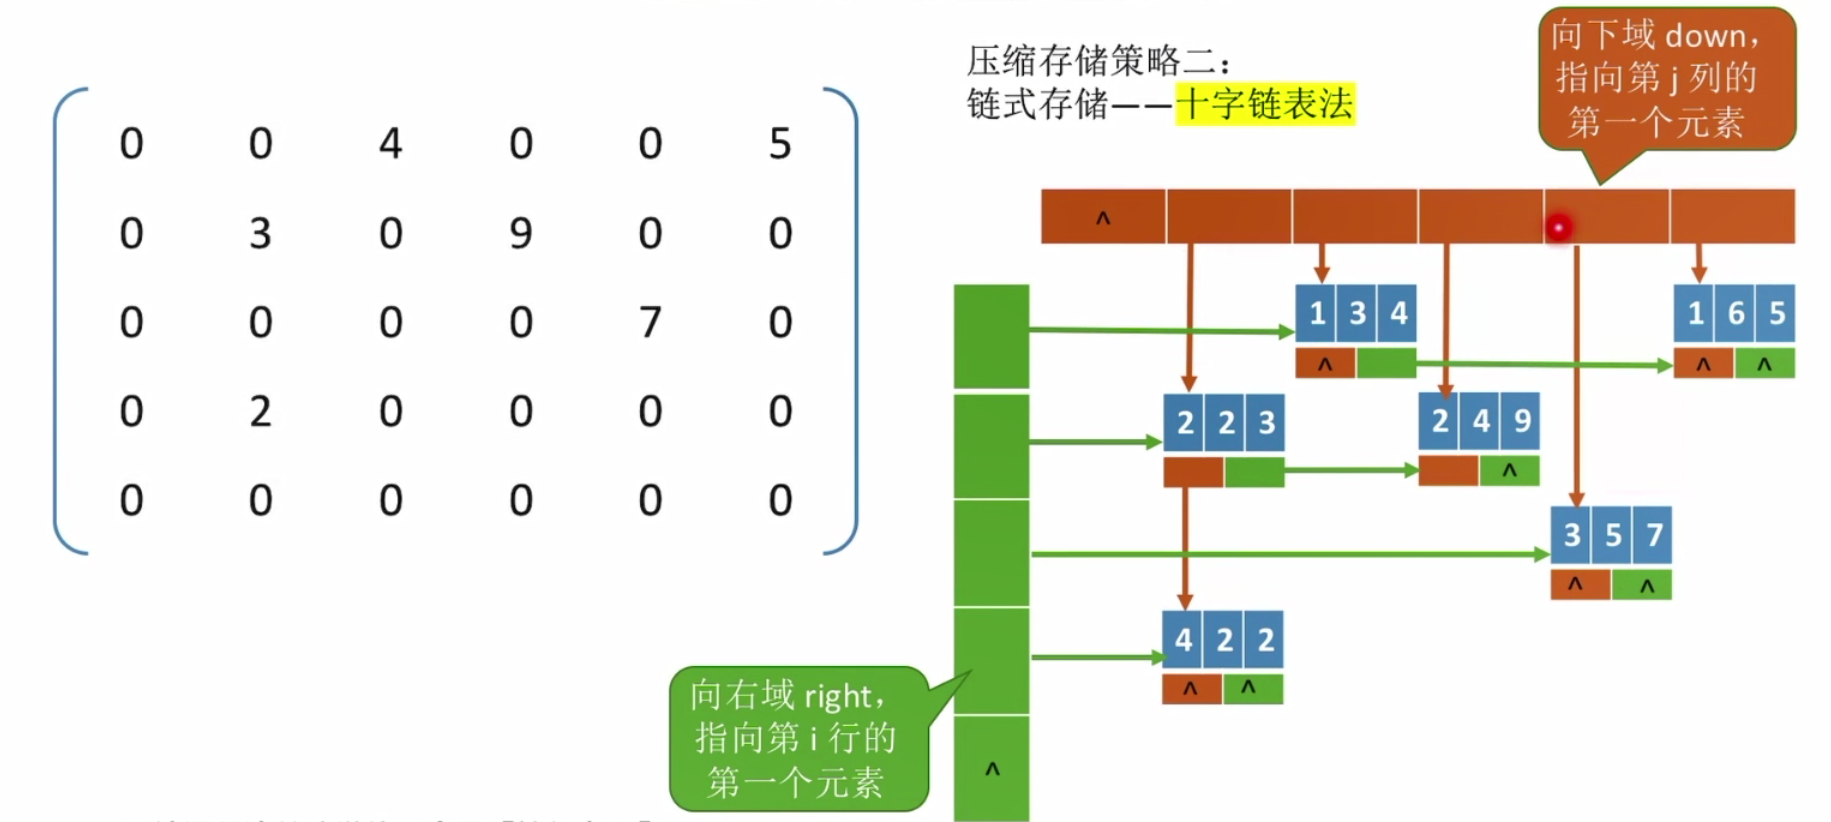 压缩存储策略二：
链式存储——十字链表法
向下域 down，
指向第 j 列的
第一个元素
0 0 4 0 0 5
0 3 0 9 0 0
0 0 0 0 7 0
0 2 0 0 0 0
0 0 0 0 0 0
^
1 3 4
1 6 5
^
^ ^
2 2 3
2 4 9
^
3 5 7
^ ^
4 2 2
^ ^
向右域 right，
指向第 i 行的
第一个元素
^